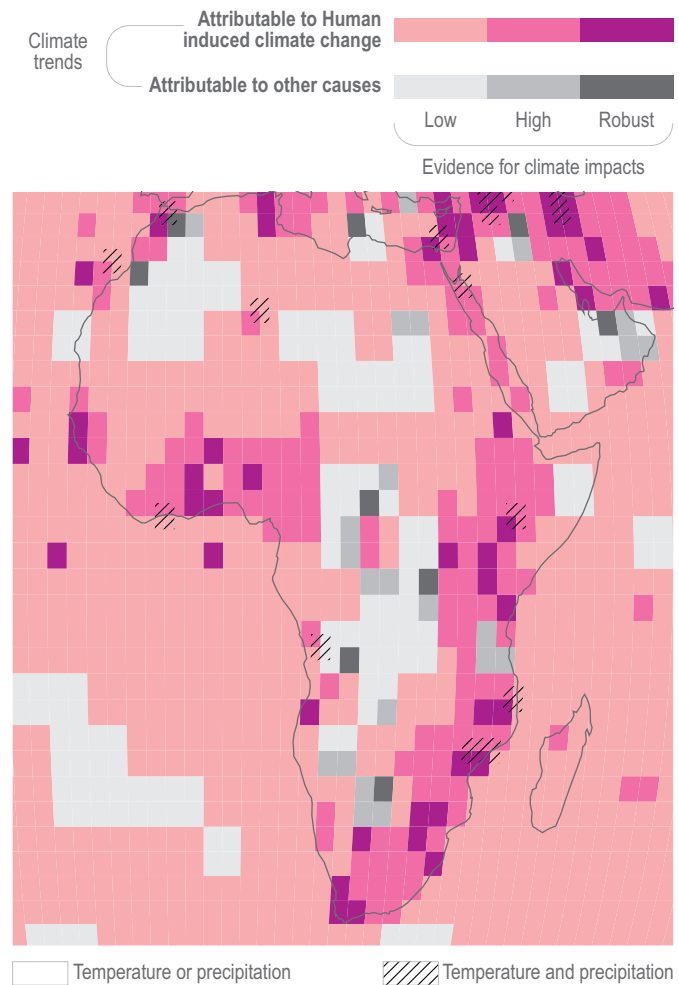 Climate
trends
Attributable to Human
induced climate change
Attributable to other causes
Low High Robust
Evidence for climate impacts
Temperature or precipitation Temperature and precipitation